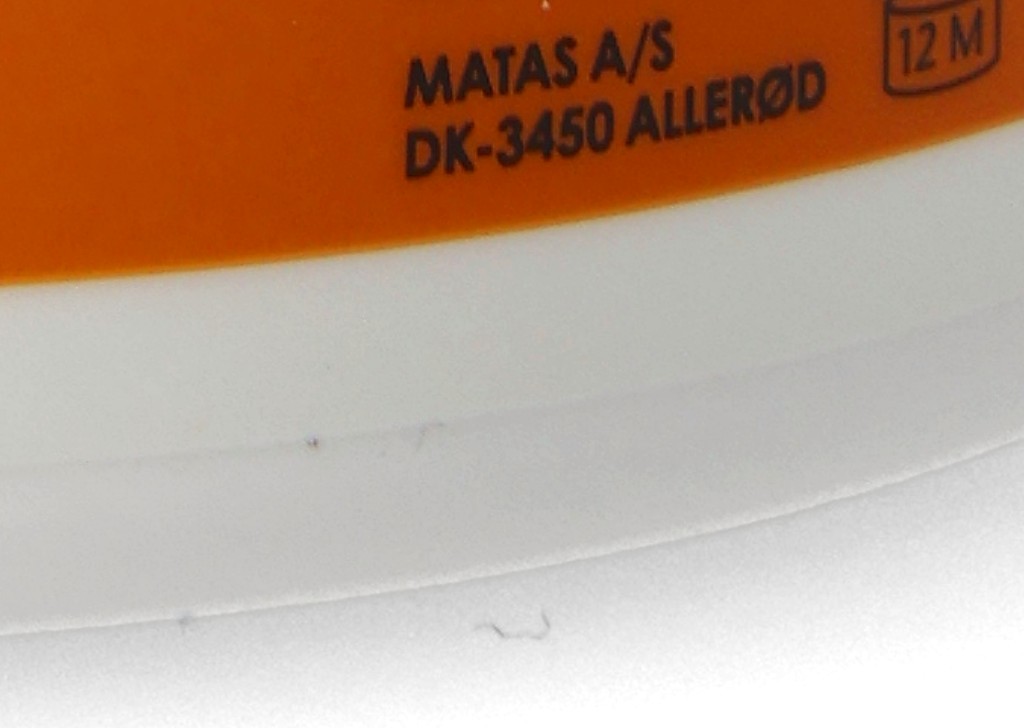 MATAS A/S
DK-3450 ALLERØD
12 M